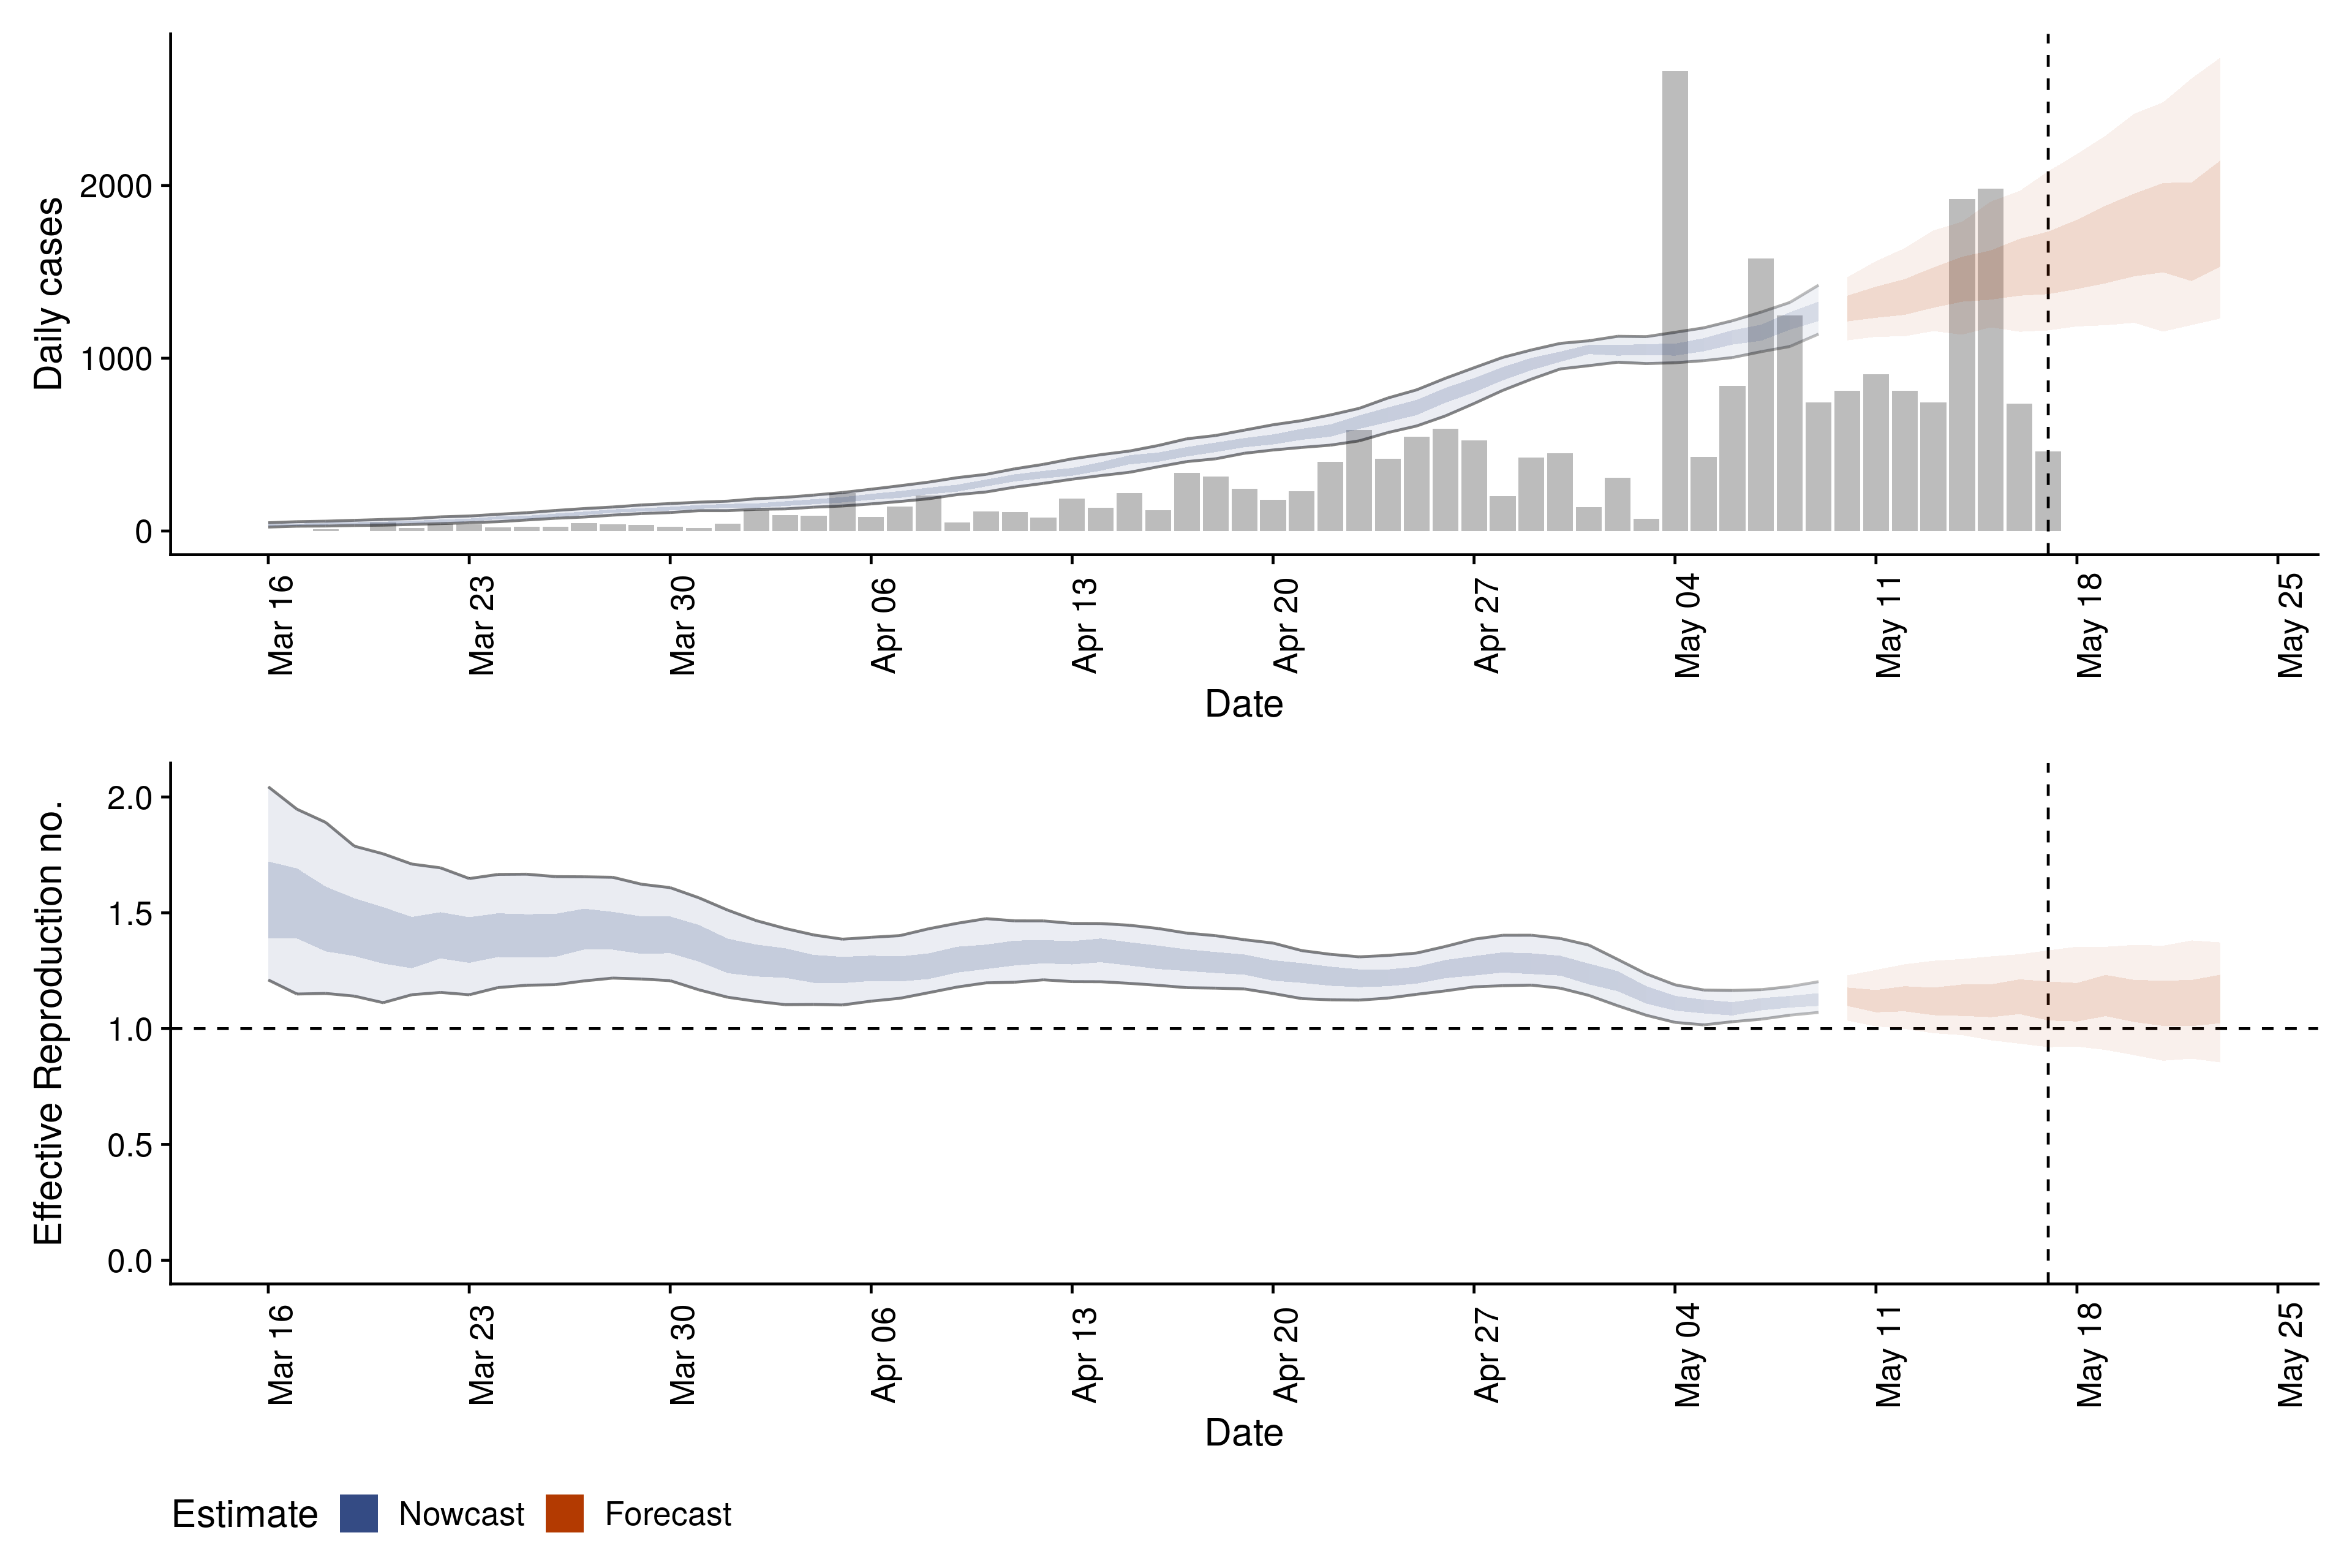 Daily cases
2000
1000
0
Mar 16
Mar 23
Mar 30
Apr 06
Apr 13
Apr 20
Apr 27
May 04
May 11
May 18
May 25
Date
Effective Reproduction no.
2.0
1.5
1.0
0.5
0.0
Mar 16
Mar 23
Mar 30
Apr 06
Apr 13
Apr 20
Apr 27
May 04
May 11
May 18
May 25
Date
Estimate Nowcast Forecast